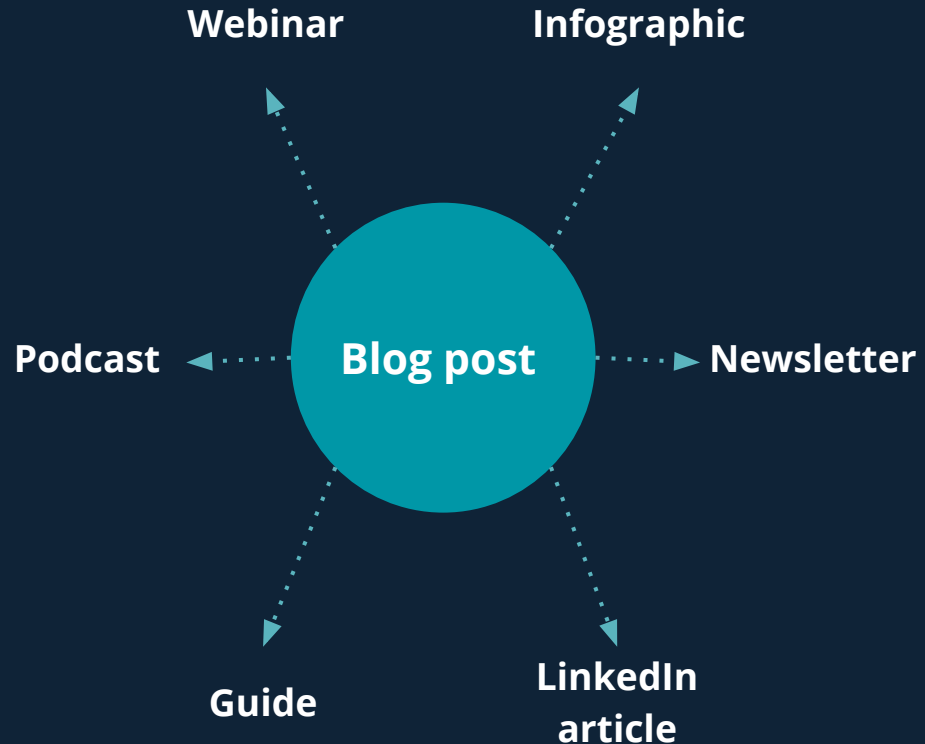 Webinar
Infographic
Podcast
Blog post
Newsletter
Guide
LinkedIn
article